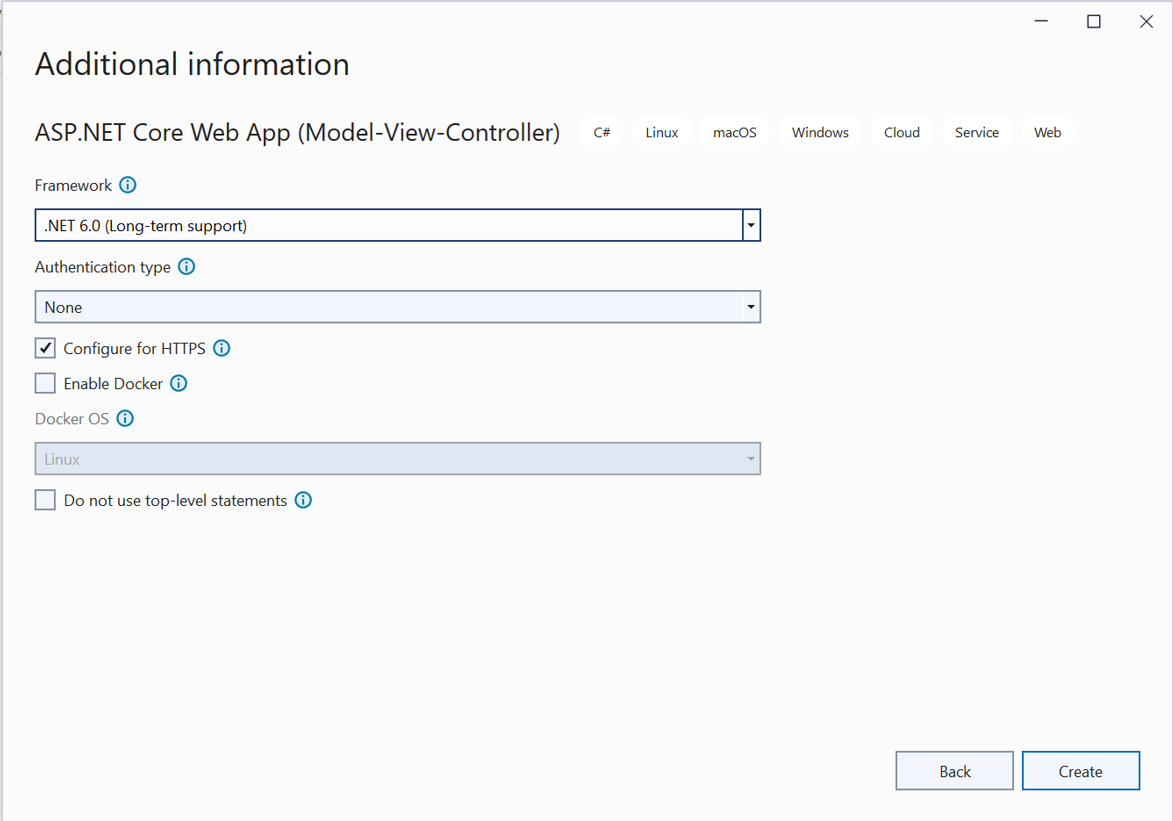 Additional information
ASP.NET Core Web App (Model-View-Controller) C# Linux macOS Windows Cloud Service Web
Framework
.NET 6.0 (Long-term support)
Authentication type
None
Configure for HTTPS
Enable Docker
Docker OS
Linux
Do not use top-level statements
Back Create